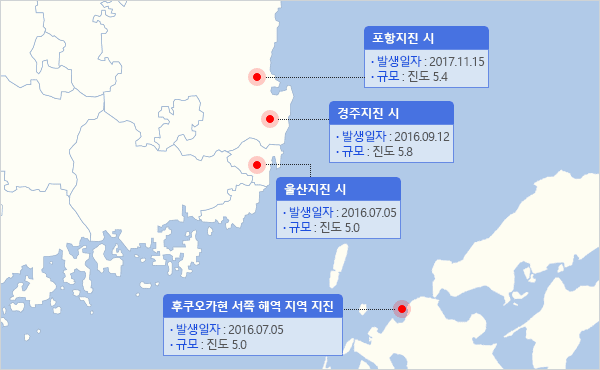 포항지진 시
· 발생일자 : 2017.11.15
· 규모 : 진도 5.4
경주지진 시
· 발생일자 : 2016.09.12
· 규모 : 진도 5.8
울산지진 시
· 발생일자 : 2016.07.05
· 규모 : 진도 5.0
후쿠오카현 서쪽 해역 지역 지진
· 발생일자 : 2016.07.05
· 규모 : 진도 5.0